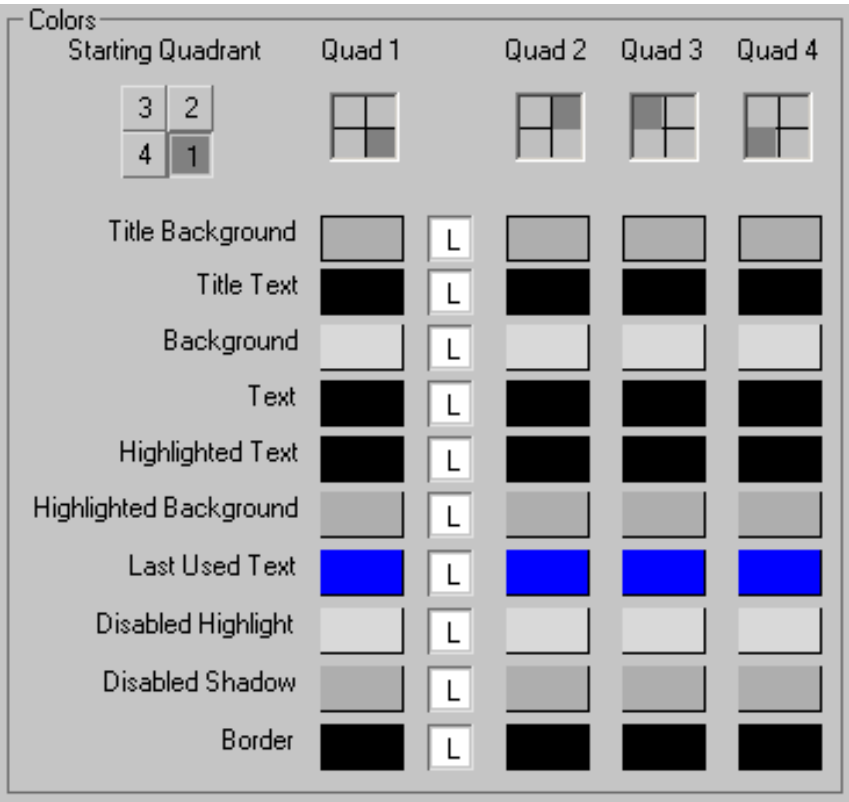 Colors
Starting Quadrant Quad 1 Quad 2 Quad 3 Quad 4
3 2
4 1
Title Background L
Title Text L
Background L
Text L
Highlighted Text L
Highlighted Background L
Last Used Text L
Disabled Highlight L
Disabled Shadow L
Border L